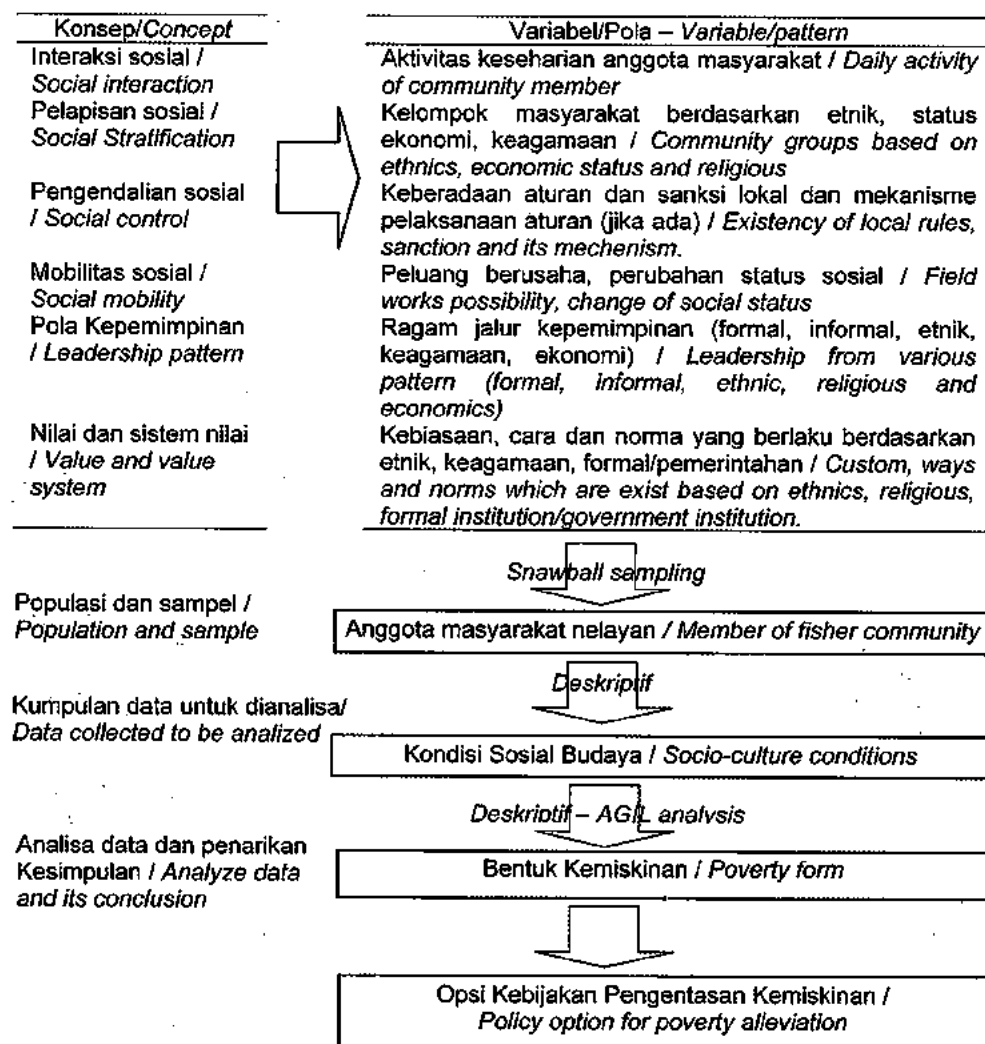 Konsep/Concept
Variabel/Pola – Variable/pattern
Interaksi sosial /
Social interaction
Aktivitas keseharian anggota masyarakat / Daily activity
of community member
Pelapisan sosial /
Social Stratification
Kelompok masyarakat berdasarkan etnik, status
ekonomi, keagamaan / Community groups based on
ethnics, economic status and religious
Pengendalian sosial
/ Social control
Keberadaan aturan dan sanksi lokal dan mekanisme
pelaksanaan aturan (jika ada) / Existency of local rules,
sanction and its mechenism.
Mobilitas sosial /
Social mobility
Peluang berusaha, perubahan status sosial / Field
works possibility, change of social status
Pola Kepemimpinan
/ Leadership pattern
Ragam jalur kepemimpinan (formal, informal, etnik,
keagamaan, ekonomi) / Leadership from various
pattern (formal, informal, ethnic, religious and
economics)
Nilai dan sistem nilai
/ Value and value
system
Kebiasaan, cara dan norma yang berlaku berdasarkan
etnik, keagamaan, formal/pemerintahan / Custom, ways
and norms which are exist based on ethnics, religious,
formal institution/government institution.
Snawball sampling
Populasi dan sampel /
Population and sample
Anggota masyarakat nelayan / Member of fisher community
Deskriptif
Kumpulan data untuk dianalisa/
Data collected to be analized
Kondisi Sosial Budaya / Socio-culture conditions
Deskriptif – AGIL analysis
Analisa data dan penarikan
Kesimpulan / Analyze data
and its conclusion
Bentuk Kemiskinan / Poverty form
Opsi Kebijakan Pengentasan Kemiskinan /
Policy option for poverty alleviation